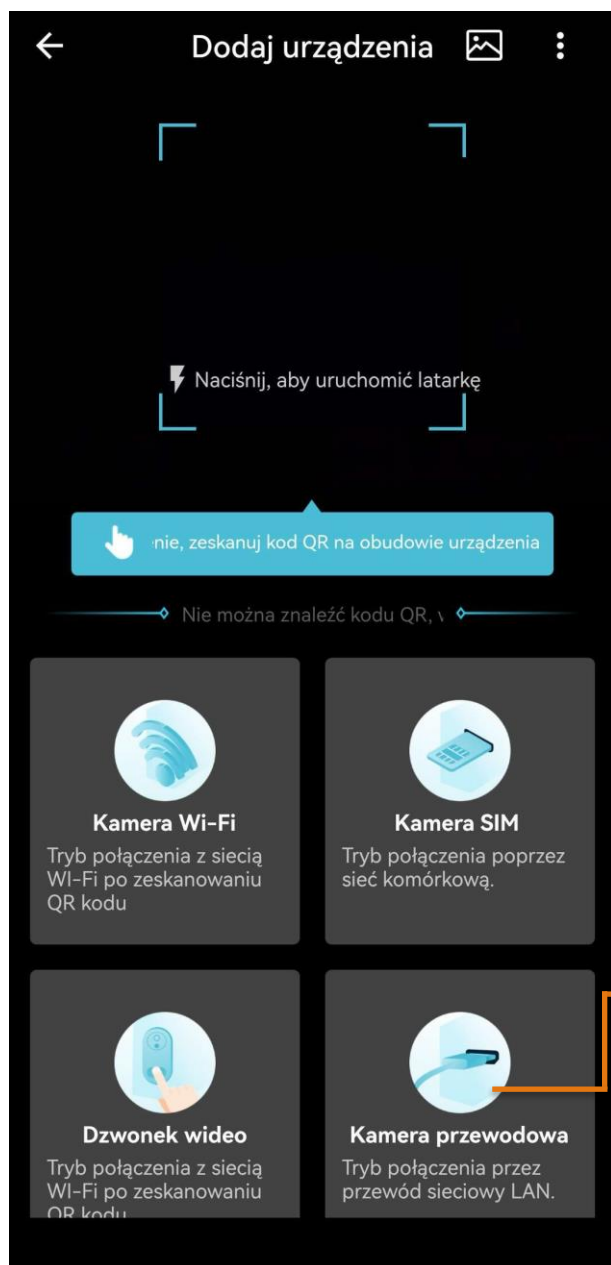 Dodaj urządzenia
Naciśnij, aby uruchomić latarkę
nie, zeskanuj kod QR na obudowie urządzenia
Nie można znaleźć kodu QR,
Kamera Wi-Fi
Tryb połączenia z siecią
WI-Fi po zeskanowaniu
QR kodu
Kamera SIM
Tryb połączenia poprzez
sieć komórkową.
Dzwonek wideo
Tryb połączenia z siecią
WI-Fi po zeskanowaniu
QR kodu
Kamera przewodowa
Tryb połączenia przez
przewód sieciowy LAN.